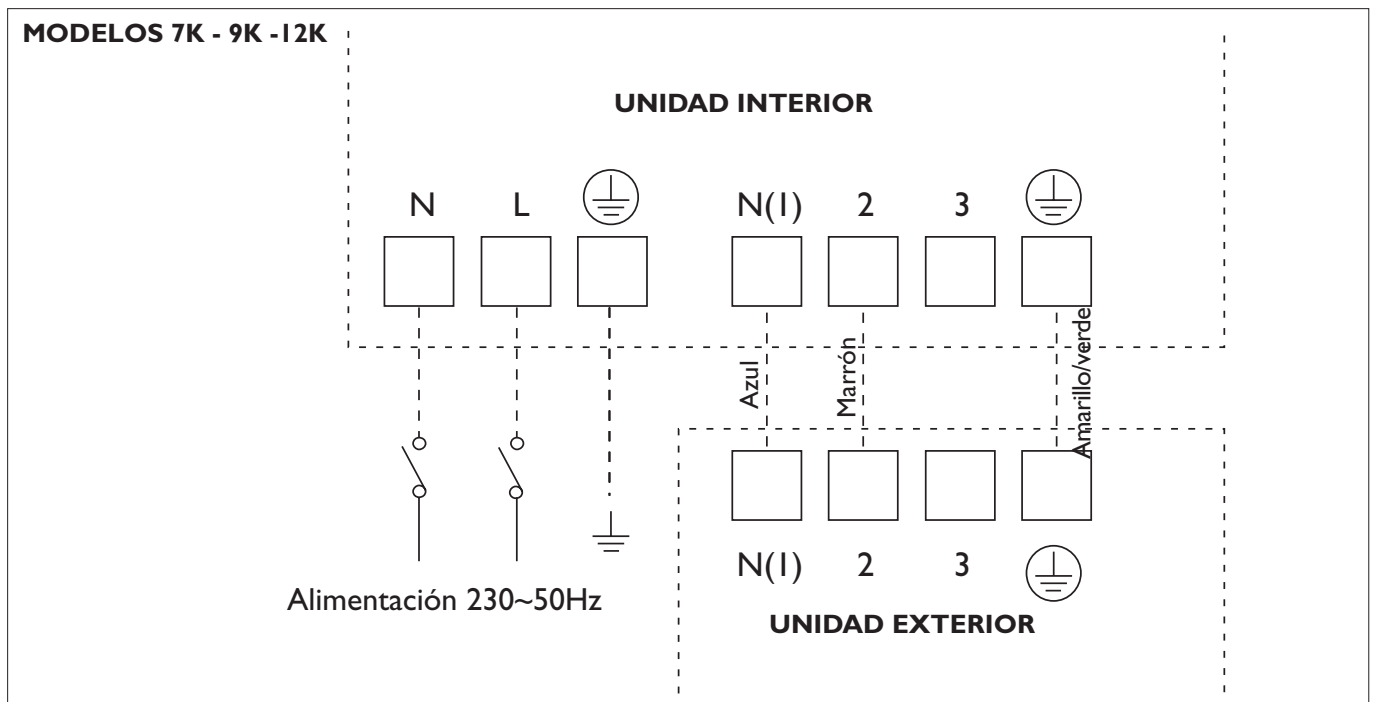 MODELOS 7K - 9K -12K
UNIDAD INTERIOR
N L N(1) 2 3
Azul
Marrón
Amarillo/verde
N(1) 2 3
Alimentación 230~50Hz
UNIDAD EXTERIOR